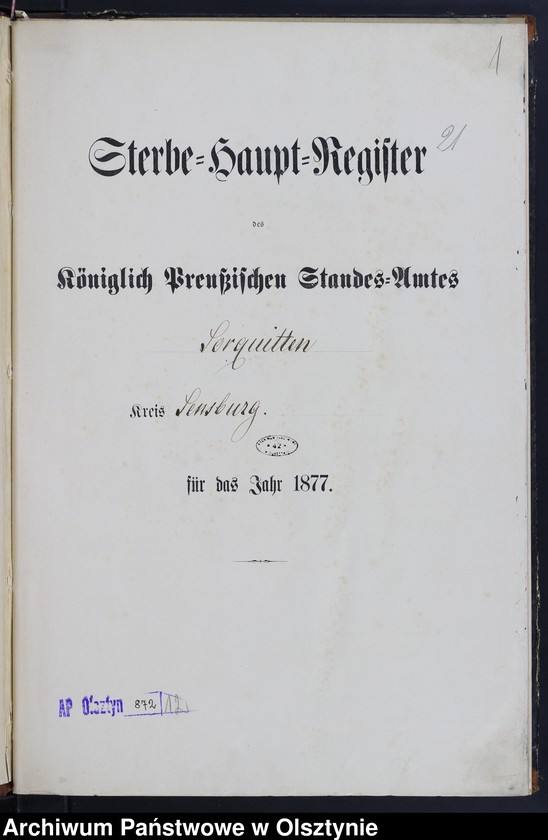 1
21
Sterbe=Haupt=Register
des
Königlich Preußischen Standes=Amtes
Sorquitten
Kreis Sensburg.
42
für das Jahr 1877.
AP Olsztyn 872
Archiwum Państwowe w Olsztynie